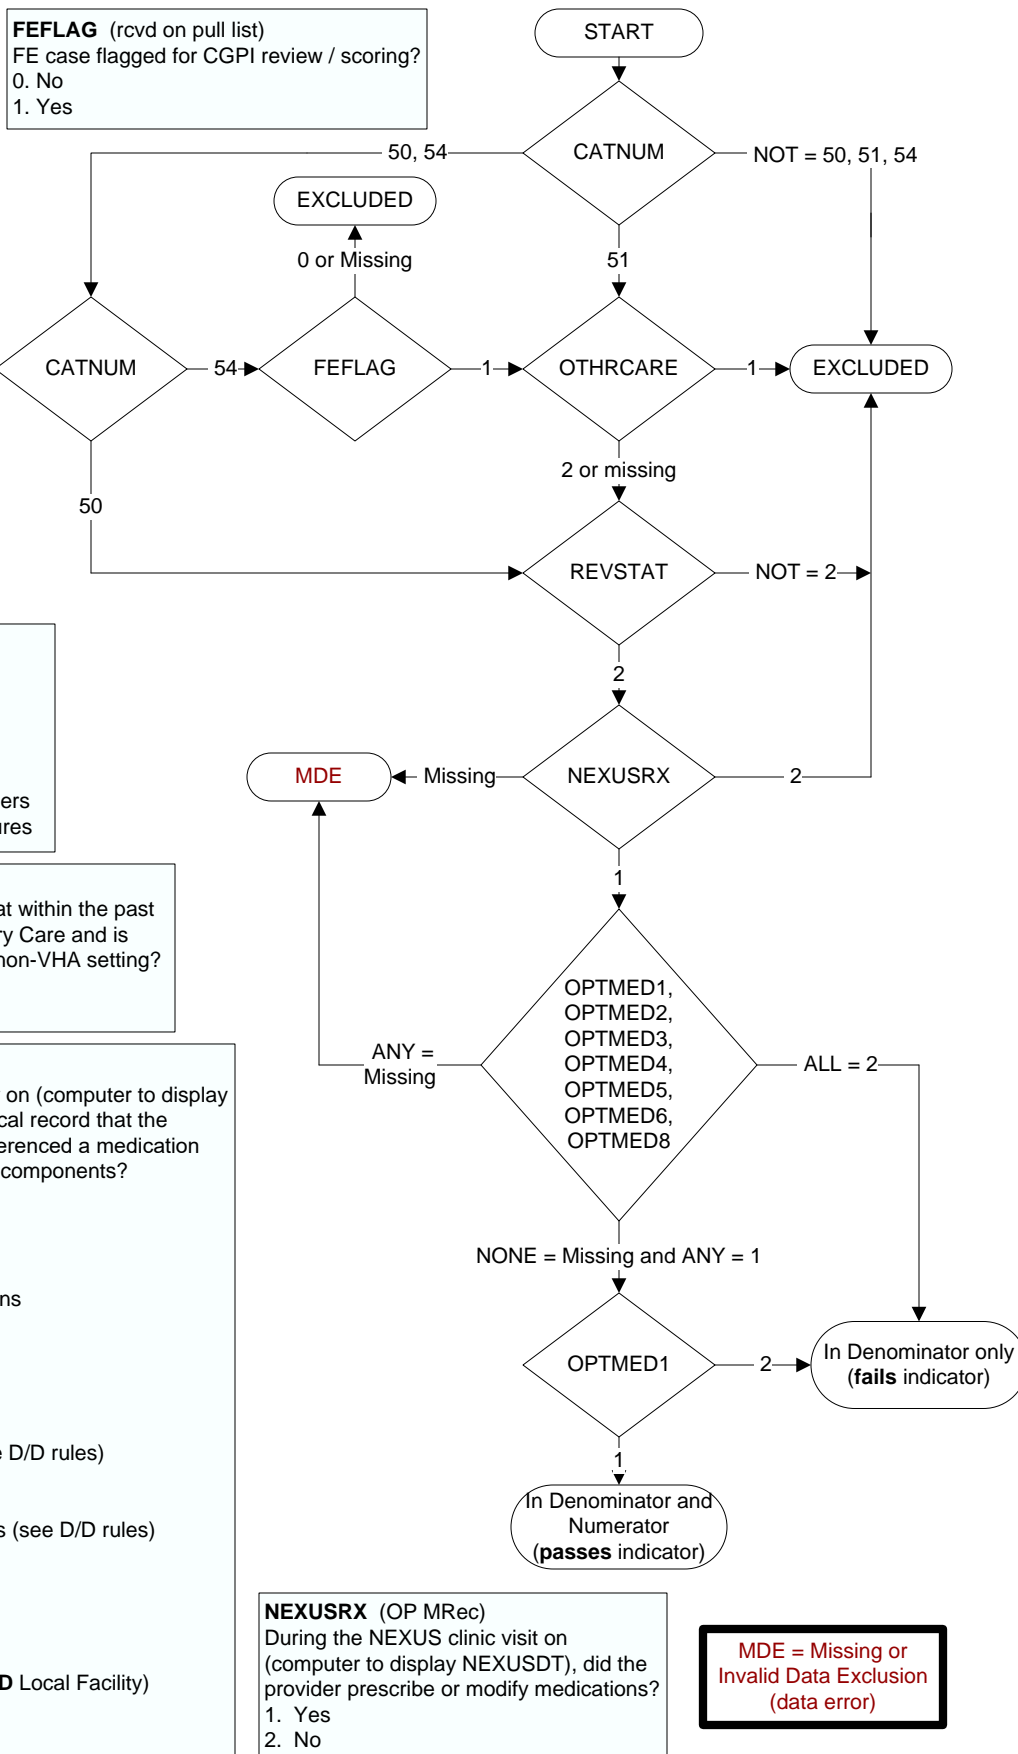 FEFLAG (rcvd on pull list)
FE case flagged for CGPI review / scoring?
0. No
1. Yes
START
CATNUM
50, 54
NOT = 50, 51, 54
EXCLUDED
0 or Missing
51
CATNUM
54
FEFLAG
1
OTHRCARE
1
EXCLUDED
50
2 or missing
REVSTAT
NOT = 2
2
MDE
Missing
NEXUSRX
2
1
ers
ures
at within the past
ry Care and is
non-VHA setting?
OPTMED1,
OPTMED2,
OPTMED3,
OPTMED4,
OPTMED5,
OPTMED6,
OPTMED8
ANY =
Missing
ALL = 2
on (computer to display
cal record that the
erenced a medication
components?
NONE = Missing and ANY = 1
ns
OPTMED1
2
In Denominator only
(fails indicator)
e D/D rules)
1
In Denominator and
Numerator
(passes indicator)
s (see D/D rules)
D Local Facility)
NEXUSRX (OP MRec)
During the NEXUS clinic visit on
(computer to display NEXUSDT), did the
provider prescribe or modify medications?
1. Yes
2. No
MDE = Missing or
Invalid Data Exclusion
(data error)